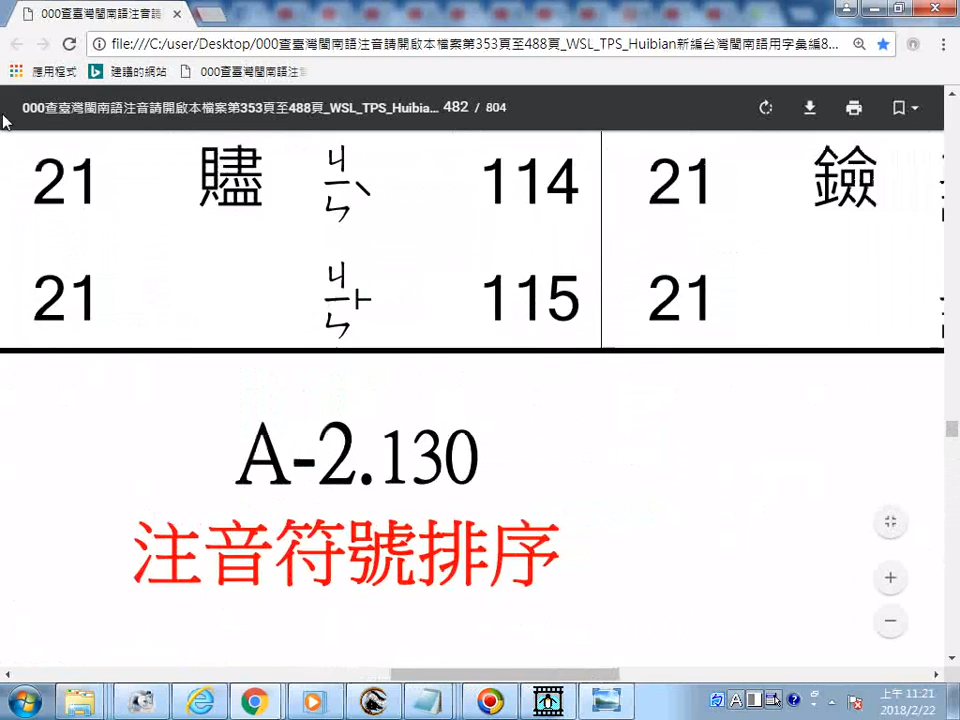 000查臺灣閩南語注音請
file:///C:/user/Desktop/000查臺灣閩南語注音請開啟本檔案第353頁至488頁_WSL_TPS_Huibian新編台灣閩南語用字彙編8...
應用程式 建議的網站 000查臺灣閩南語注音
000查臺灣閩南語注音請開啟本檔案第353頁至488頁_WSL_TPS_Huibia... 482 / 804
21 贐 ㄐㄧㄣˋ 114 21 鐱
21 ㄐㄧㄣ˫ 115 21
A-2.130
注音符號排序
上午 11:21
2018/2/22